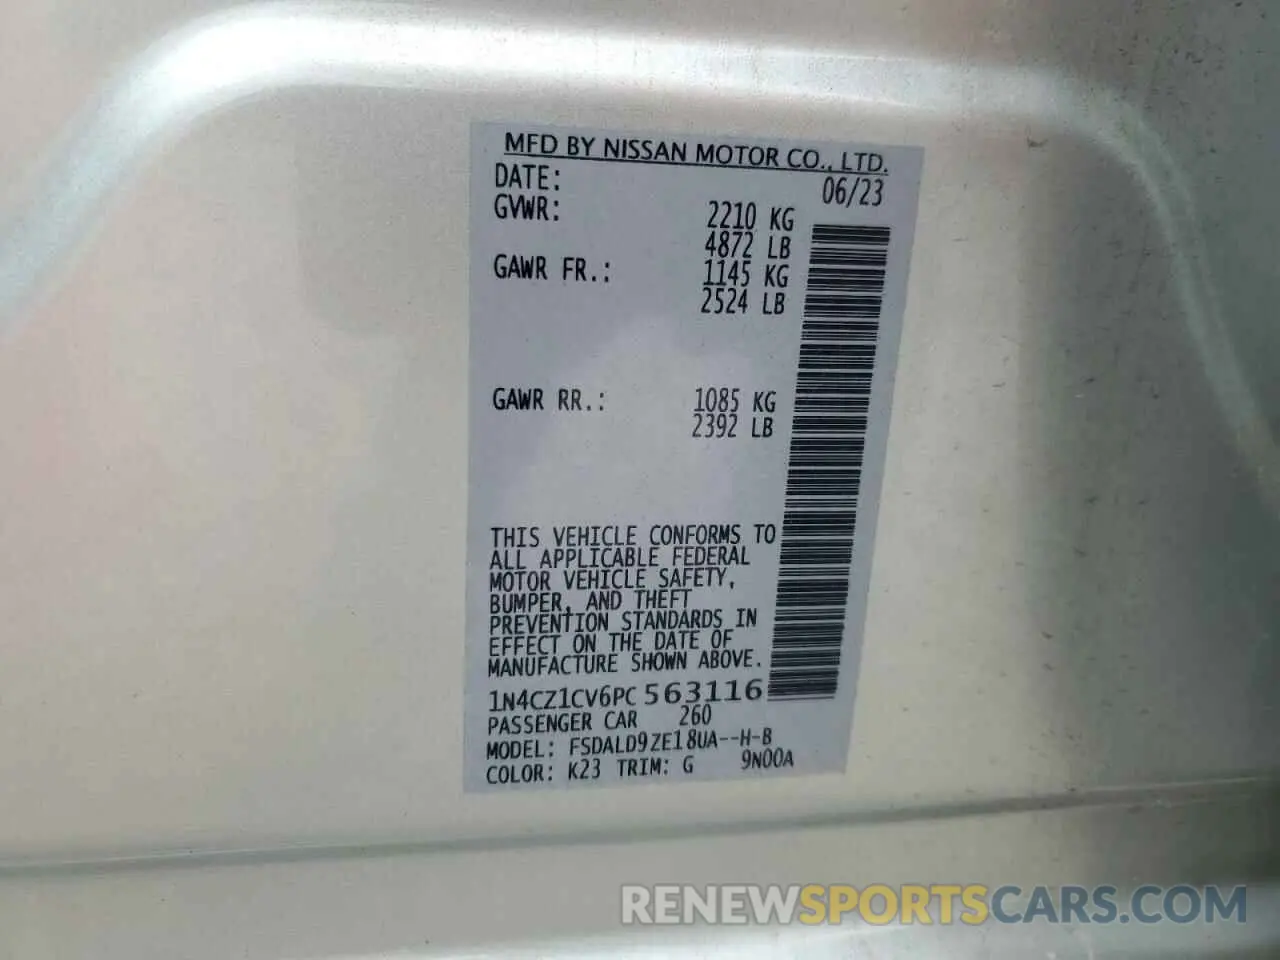 MFD BY NISSAN MOTOR CO., LTD.
DATE: 06/23
GVWR: 2210 KG
4872 LB
GAWR FR.: 1145 KG
2524 LB
GAWR RR.: 1085 KG
2392 LB
THIS VEHICLE CONFORMS TO
ALL APPLICABLE FEDERAL
MOTOR VEHICLE SAFETY,
BUMPER, AND THEFT
PREVENTION STANDARDS IN
EFFECT ON THE DATE OF
MANUFACTURE SHOWN ABOVE.
1N4CZ1CV6PC563116
PASSENGER CAR 260
MODEL: FSDALD9ZE18UA--H-B
COLOR: K23 TRIM: G 9N00A
RENEWSPORTSCARS.COM